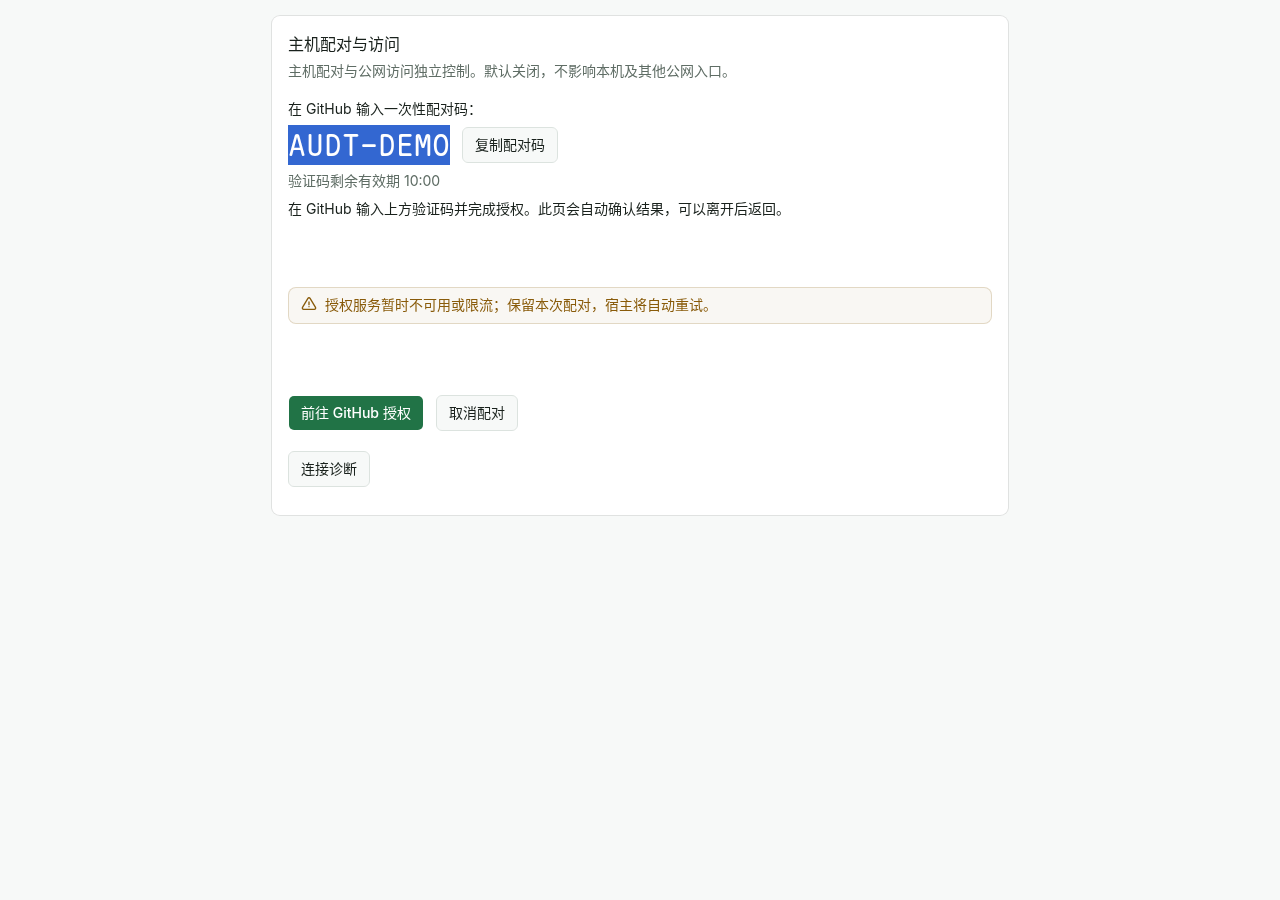 主机配对与访问
主机配对与公网访问独立控制。默认关闭，不影响本机及其他公网入口。
在 GitHub 输入一次性配对码：
AUDT-DEMO 复制配对码
验证码剩余有效期 10:00
在 GitHub 输入上方验证码并完成授权。此页会自动确认结果，可以离开后返回。
授权服务暂时不可用或限流；保留本次配对，宿主将自动重试。
前往 GitHub 授权 取消配对
连接诊断